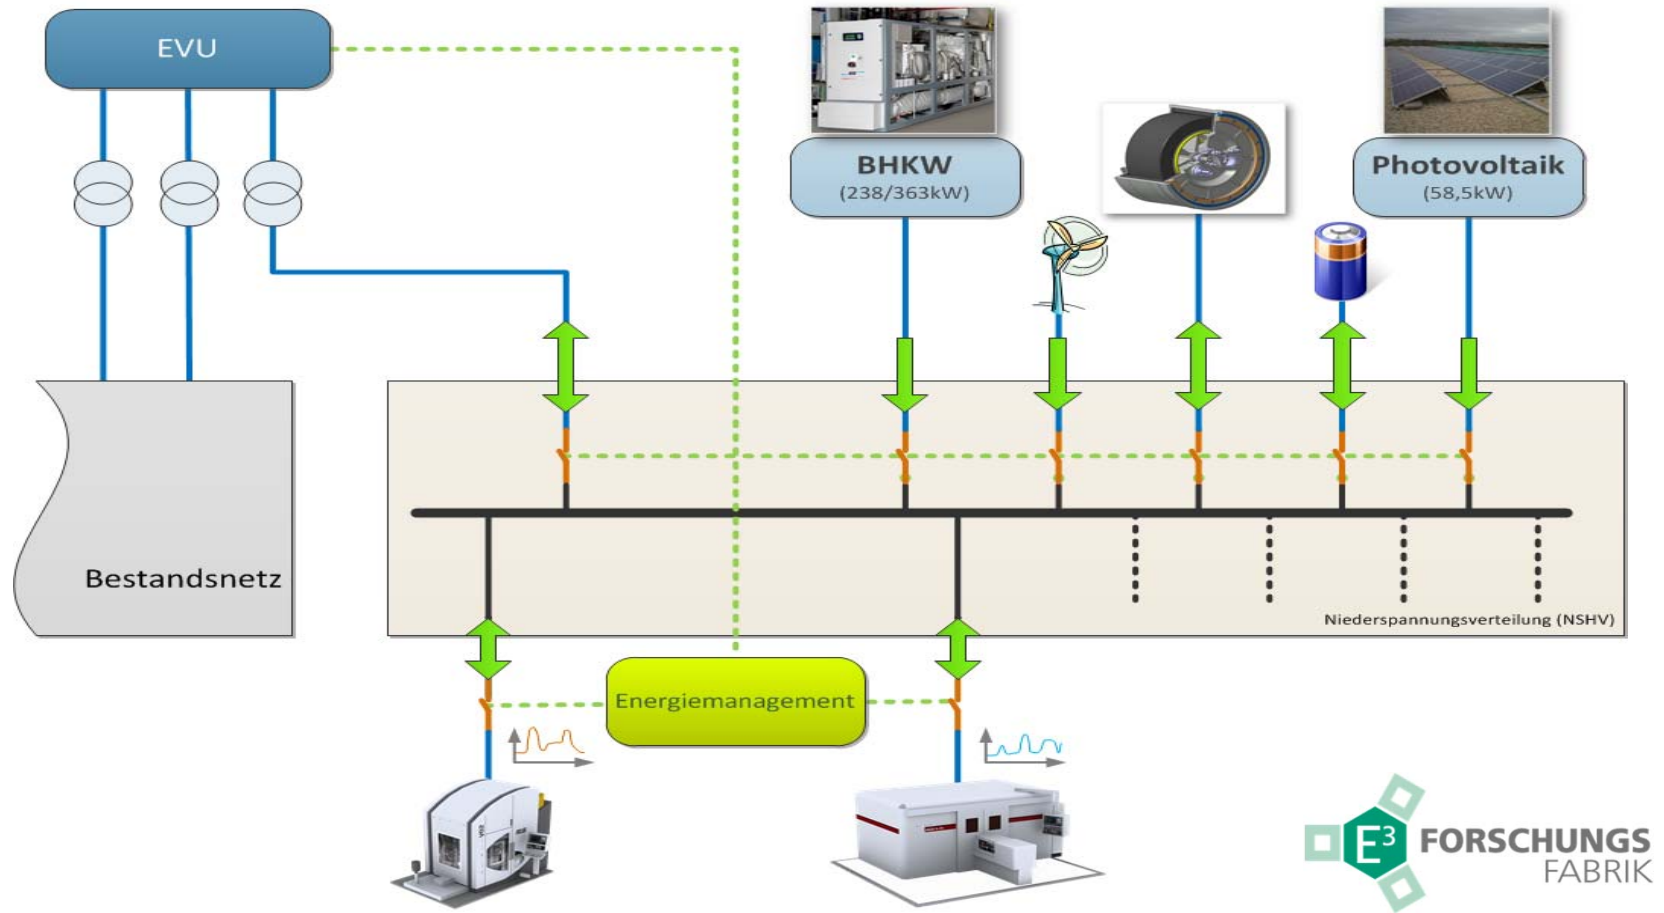 EVU
BHKW
(238/363kW)
Photovoltaik
(58,5kW)
Bestandsnetz
Niederspannungsverteilung (NSHV)
Energiemanagement
E³ FORSCHUNGS
FABRIK